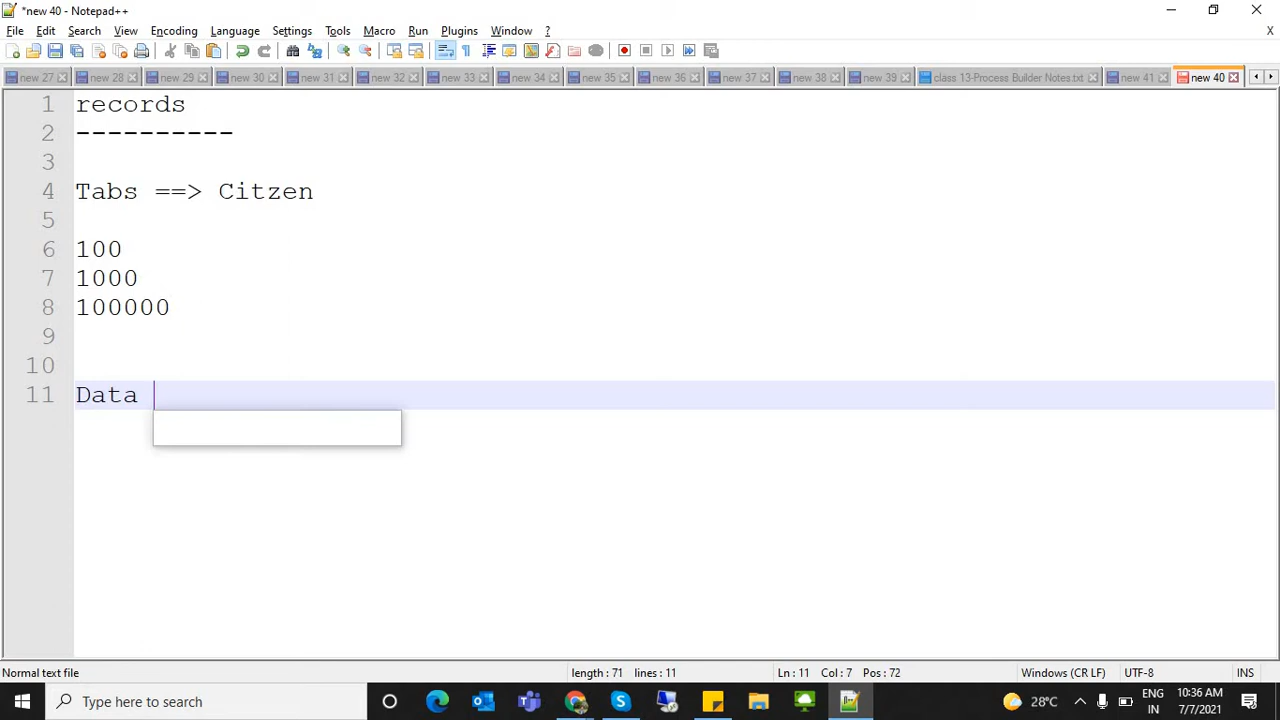 *new 40 - Notepad++
File Edit Search View Encoding Language Settings Tools Macro Run Plugins Window ? X
new 27 new 28 new 29 new 30 new 31 new 32 new 33 new 34 new 35 new 36 new 37 new 38 new 39 class 13-Process Builder Notes.txt new 41 new 40
1 records
2 ----------
3
4 Tabs ==> Citzen
5
6 100
7 1000
8 100000
9
10
11 Data
Normal text file length : 71 lines : 11 Ln : 11 Col : 7 Pos : 72 Windows (CR LF) UTF-8 INS
Type here to search 28°C ENG IN 10:36 AM 7/7/2021